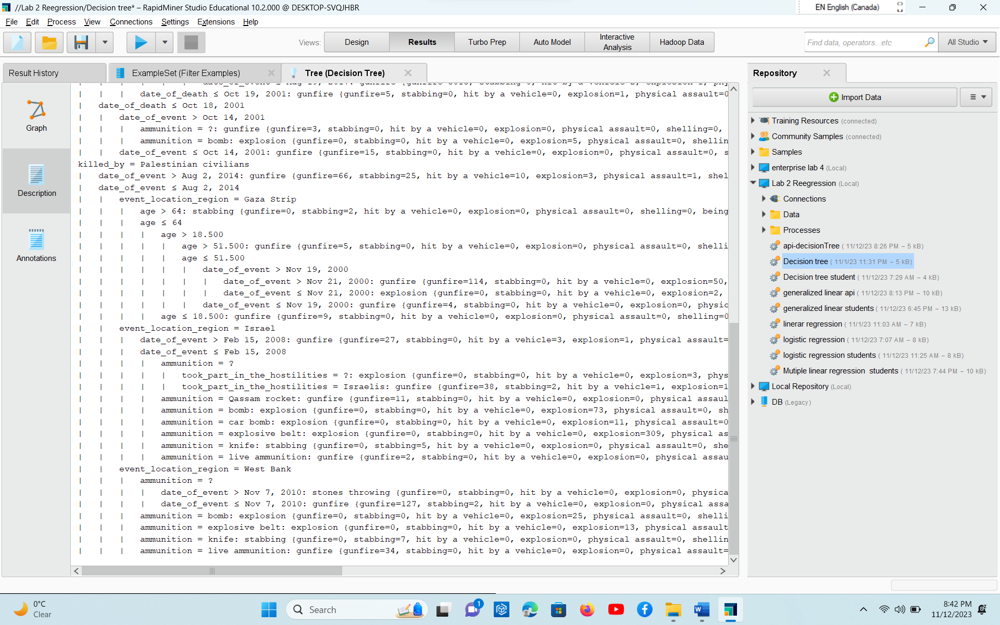 //Lab 2 Reegression/Decision tree* – RapidMiner Studio Educational 10.2.000 @ DESKTOP-SVQJHBR
EN English (Canada)
File Edit Process View Connections Settings Extensions Help
Views: Design Results Turbo Prep Auto Model Interactive Analysis Hadoop Data
Find data, operators...etc
All Studio
Result History
ExampleSet (Filter Examples)
Tree (Decision Tree)
Graph
Description
Annotations
| | | date_of_death ≤ Oct 19, 2001: gunfire {gunfire=5, stabbing=0, hit by a vehicle=0, explosion=1, physical assault=0
| date_of_death ≤ Oct 18, 2001
| | date_of_event > Oct 14, 2001
| | | ammunition = ?: gunfire {gunfire=3, stabbing=0, hit by a vehicle=0, explosion=0, physical assault=0, shelling=0,
| | | ammunition = bomb: explosion {gunfire=0, stabbing=0, hit by a vehicle=0, explosion=5, physical assault=0, shellin
| | date_of_event ≤ Oct 14, 2001: gunfire {gunfire=15, stabbing=0, hit by a vehicle=0, explosion=0, physical assault=0, s
killed_by = Palestinian civilians
| date_of_event > Aug 2, 2014: gunfire {gunfire=66, stabbing=25, hit by a vehicle=10, explosion=3, physical assault=1, shel
| date_of_event ≤ Aug 2, 2014
| | event_location_region = Gaza Strip
| | | age > 64: stabbing {gunfire=0, stabbing=2, hit by a vehicle=0, explosion=0, physical assault=0, shelling=0, being
| | | age ≤ 64
| | | | age > 18.500
| | | | | age > 51.500: gunfire {gunfire=5, stabbing=0, hit by a vehicle=0, explosion=0, physical assault=0, shelli
| | | | | age ≤ 51.500
| | | | | | date_of_event > Nov 19, 2000
| | | | | | | date_of_event > Nov 21, 2000: gunfire {gunfire=114, stabbing=0, hit by a vehicle=0, explosion=50,
| | | | | | | date_of_event ≤ Nov 21, 2000: explosion {gunfire=0, stabbing=0, hit by a vehicle=0, explosion=2,
| | | | | | date_of_event ≤ Nov 19, 2000: gunfire {gunfire=4, stabbing=0, hit by a vehicle=0, explosion=0, physic
| | | | age ≤ 18.500: gunfire {gunfire=9, stabbing=0, hit by a vehicle=0, explosion=0, physical assault=0, shelling=0
| | event_location_region = Israel
| | | date_of_event > Feb 15, 2008: gunfire {gunfire=27, stabbing=0, hit by a vehicle=3, explosion=1, physical assault=
| | | date_of_event ≤ Feb 15, 2008
| | | | ammunition = ?
| | | | | took_part_in_the_hostilities = ?: explosion {gunfire=0, stabbing=0, hit by a vehicle=0, explosion=3, phys
| | | | | took_part_in_the_hostilities = Israelis: gunfire {gunfire=38, stabbing=2, hit by a vehicle=1, explosion=1
| | | | ammunition = Qassam rocket: gunfire {gunfire=11, stabbing=0, hit by a vehicle=0, explosion=0, physical assaul
| | | | ammunition = bomb: explosion {gunfire=0, stabbing=0, hit by a vehicle=0, explosion=73, physical assault=0, sh
| | | | ammunition = car bomb: explosion {gunfire=0, stabbing=0, hit by a vehicle=0, explosion=11, physical assault=0
| | | | ammunition = explosive belt: explosion {gunfire=0, stabbing=0, hit by a vehicle=0, explosion=309, physical as
| | | | ammunition = knife: stabbing {gunfire=0, stabbing=5, hit by a vehicle=0, explosion=0, physical assault=0, she
| | | | ammunition = live ammunition: gunfire {gunfire=2, stabbing=0, hit by a vehicle=0, explosion=0, physical assau
| | event_location_region = West Bank
| | | ammunition = ?
| | | | date_of_event > Nov 7, 2010: stones throwing {gunfire=0, stabbing=0, hit by a vehicle=0, explosion=0, physica
| | | | date_of_event ≤ Nov 7, 2010: gunfire {gunfire=127, stabbing=2, hit by a vehicle=0, explosion=0, physical assa
| | | ammunition = bomb: explosion {gunfire=0, stabbing=0, hit by a vehicle=0, explosion=25, physical assault=0, shelli
| | | ammunition = explosive belt: explosion {gunfire=0, stabbing=0, hit by a vehicle=0, explosion=13, physical assault
| | | ammunition = knife: stabbing {gunfire=0, stabbing=7, hit by a vehicle=0, explosion=0, physical assault=0, shellin
| | | ammunition = live ammunition: gunfire {gunfire=34, stabbing=0, hit by a vehicle=0, explosion=0, physical assault=
Repository
Import Data
Training Resources (connected)
Community Samples (connected)
Samples
enterprise lab 4 (Local)
Lab 2 Reegression (Local)
Connections
Data
Processes
api-decisionTree ( 11/12/23 8:26 PM – 5 kB)
Decision tree ( 11/1/23 11:31 PM – 5 kB)
Decision tree student ( 11/12/23 7:29 AM – 4 kB)
generalized linear api ( 11/12/23 8:13 PM – 10 kB)
generalized linear students ( 11/12/23 6:45 PM – 13 kB)
linerar regression ( 11/1/23 11:03 AM – 7 kB)
logistic regression ( 11/12/23 7:07 AM – 8 kB)
logistic regression students ( 11/12/23 11:25 AM – 8 kB)
Mutiple linear regression students ( 11/12/23 7:44 PM – 10 kB)
Local Repository (Local)
DB (Legacy)
0°C
Clear
Search
1
8:42 PM
11/12/2023